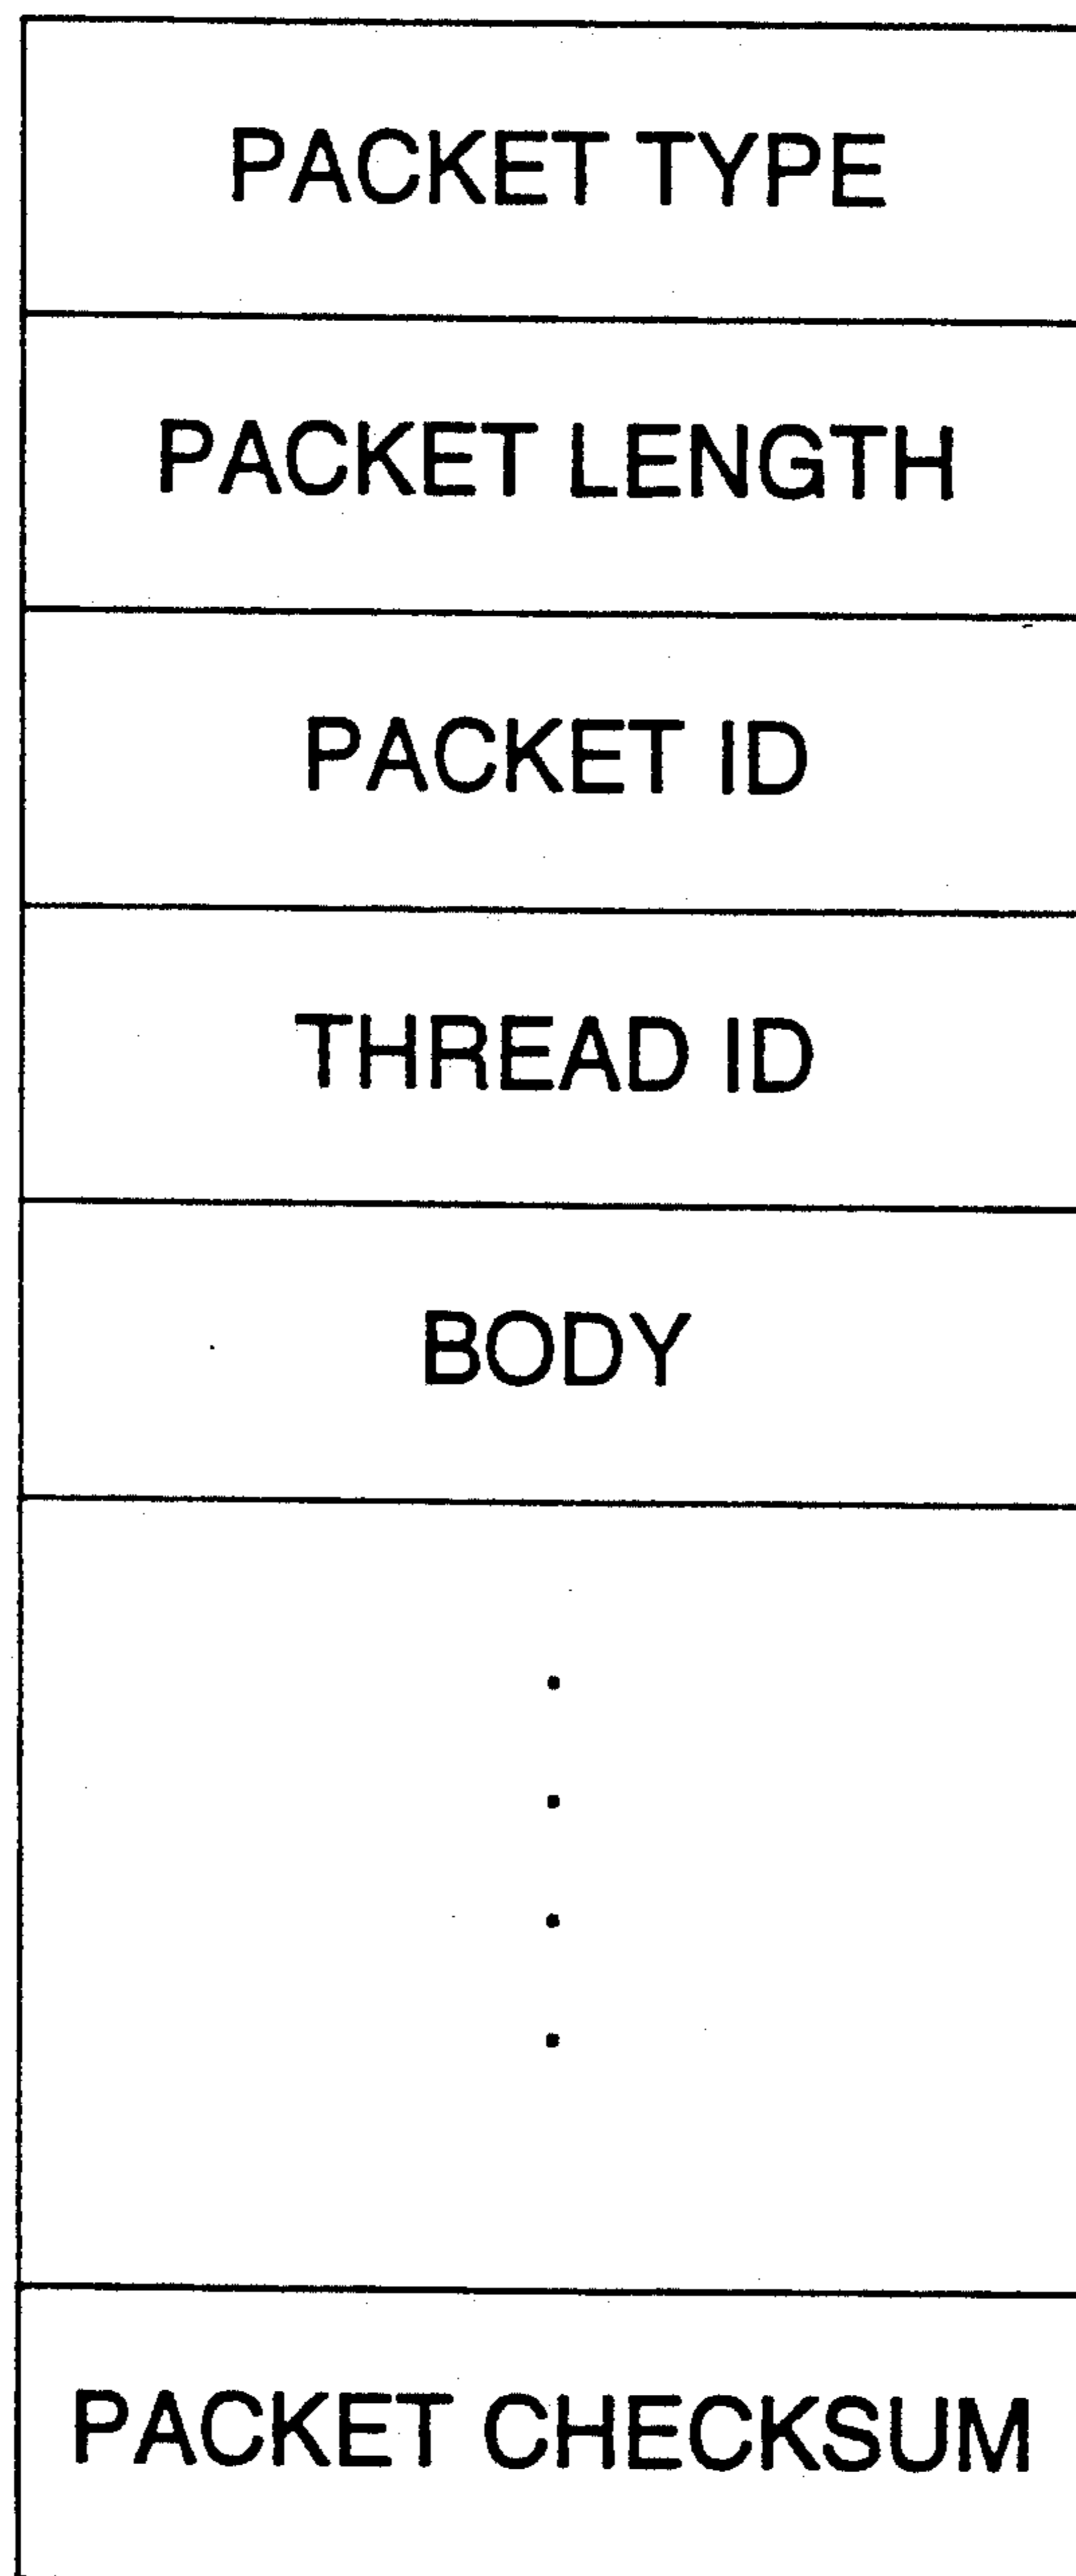 PACKET TYPE
PACKET LENGTH
PACKET ID
THREAD ID
BODY
.
.
.
.
PACKET CHECKSUM